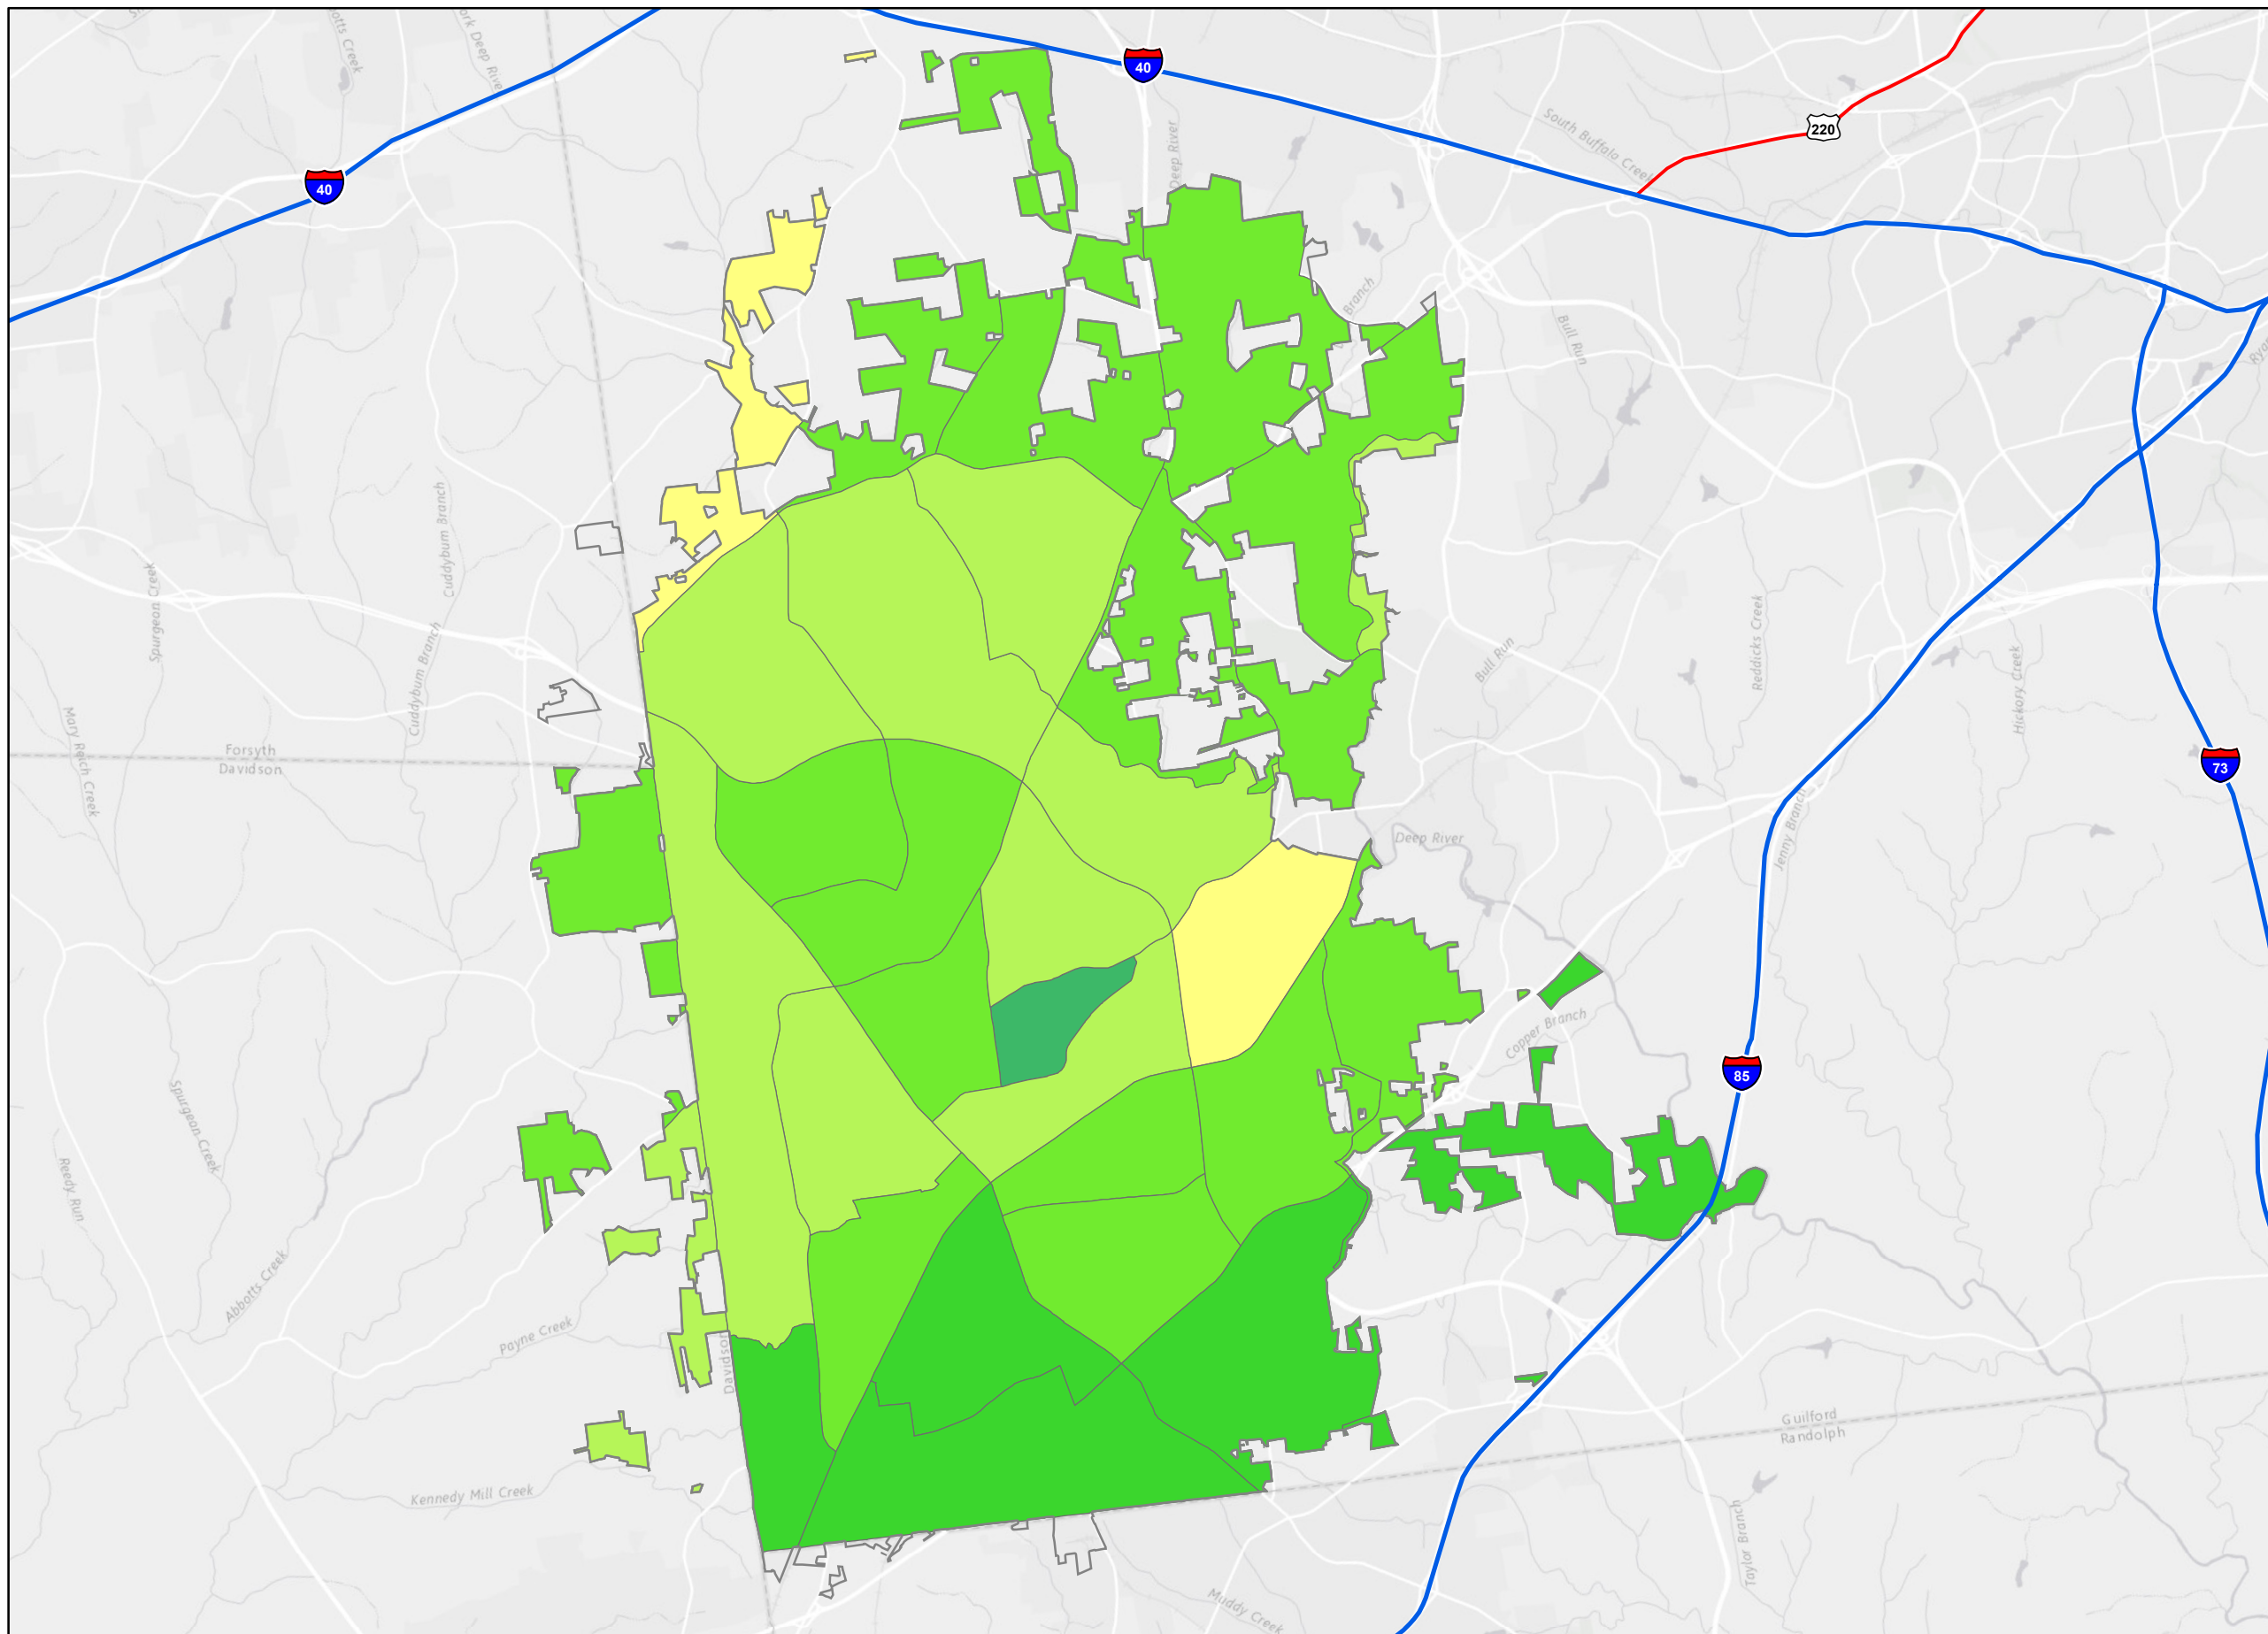 40
40
220
South Buffalo Creek
Deep River
Branch
Bull Run
Cuddybum Branch
Spurgeon Creek
Cuddybum Branch
Bull Run
Reddicks Creek
Hickory Creek
Mary Reich Creek
Forsyth
Davidson
73
Jenny Branch
Deep River
Copper Branch
85
Spurgeon Creek
Reedy Run
Abbotts Creek
Payne Creek
Davidson
Guilford
Randolph
Kennedy Mill Creek
Taylor Branch
Muddy Creek